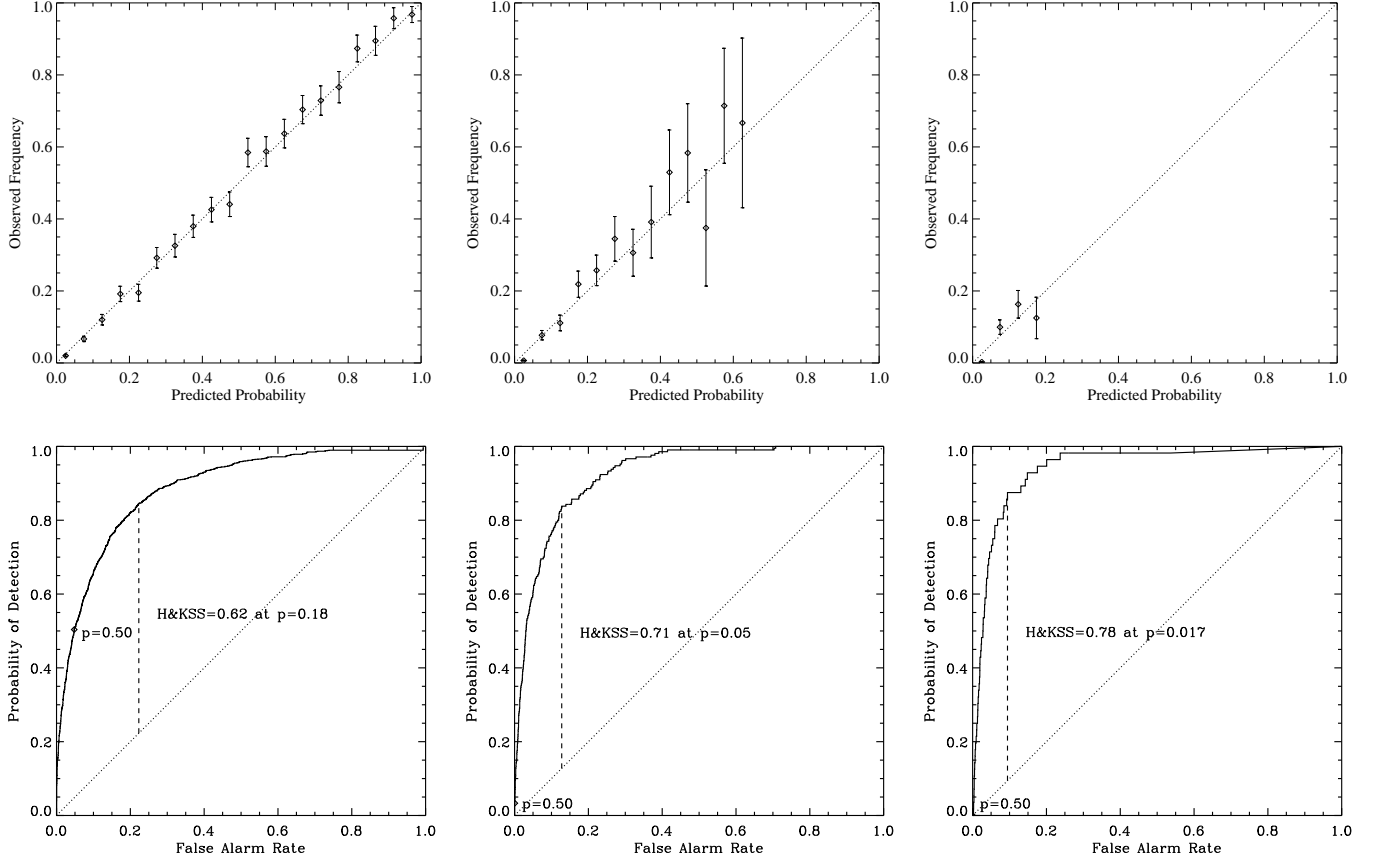 1.0
0.8
0.6
0.4
0.2
0.0
Observed Frequency
0.0 0.2 0.4 0.6 0.8 1.0
Predicted Probability
1.0
0.8
0.6
0.4
0.2
0.0
Observed Frequency
0.0 0.2 0.4 0.6 0.8 1.0
Predicted Probability
1.0
0.8
0.6
0.4
0.2
0.0
Observed Frequency
0.0 0.2 0.4 0.6 0.8 1.0
Predicted Probability
1.0
0.8
0.6
0.4
0.2
0.0
Probability of Detection
H&KSS=0.62 at p=0.18
p=0.50
0.0 0.2 0.4 0.6 0.8 1.0
False Alarm Rate
1.0
0.8
0.6
0.4
0.2
0.0
Probability of Detection
H&KSS=0.71 at p=0.05
p=0.50
0.0 0.2 0.4 0.6 0.8 1.0
False Alarm Rate
1.0
0.8
0.6
0.4
0.2
0.0
Probability of Detection
H&KSS=0.78 at p=0.017
p=0.50
0.0 0.2 0.4 0.6 0.8 1.0
False Alarm Rate